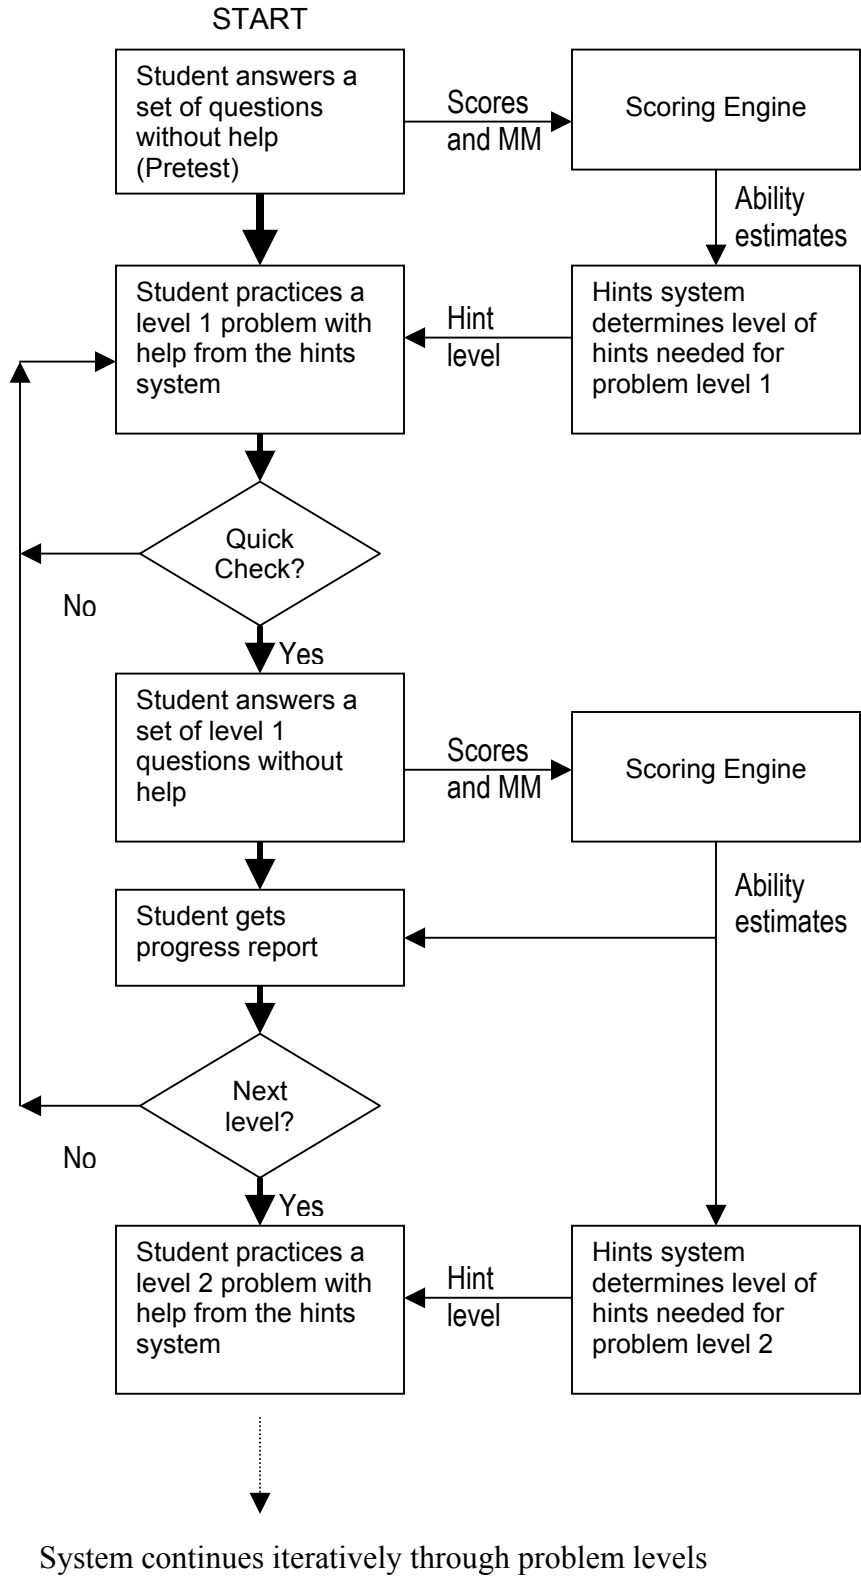 START
Student answers a
set of questions
without help
(Pretest)
Scores
and MM
Scoring Engine
Ability
estimates
Student practices a
level 1 problem with
help from the hints
system
Hint
level
Hints system
determines level of
hints needed for
problem level 1
Quick
Check?
No
Yes
Student answers a
set of level 1
questions without
help
Scores
and MM
Scoring Engine
Ability
estimates
Student gets
progress report
Next
level?
No
Yes
Student practices a
level 2 problem with
help from the hints
system
Hint
level
Hints system
determines level of
hints needed for
problem level 2
System continues iteratively through problem levels